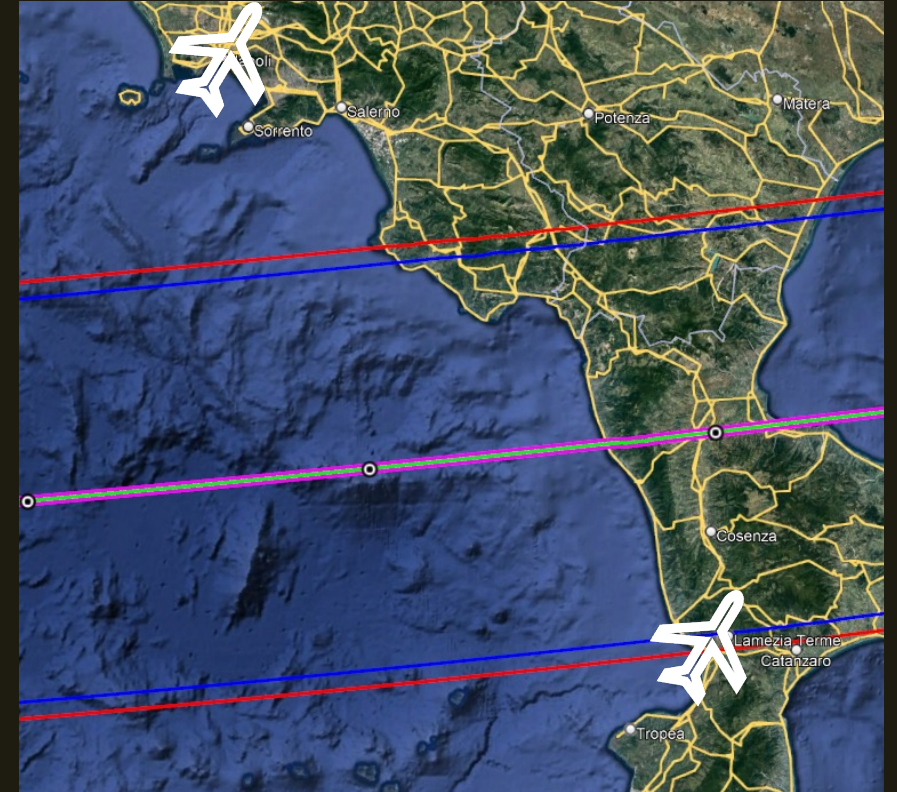 Salerno
Sorrento
Potenza
Matera
Cosenza
Lamezia Terme
Catanzaro
Tropea